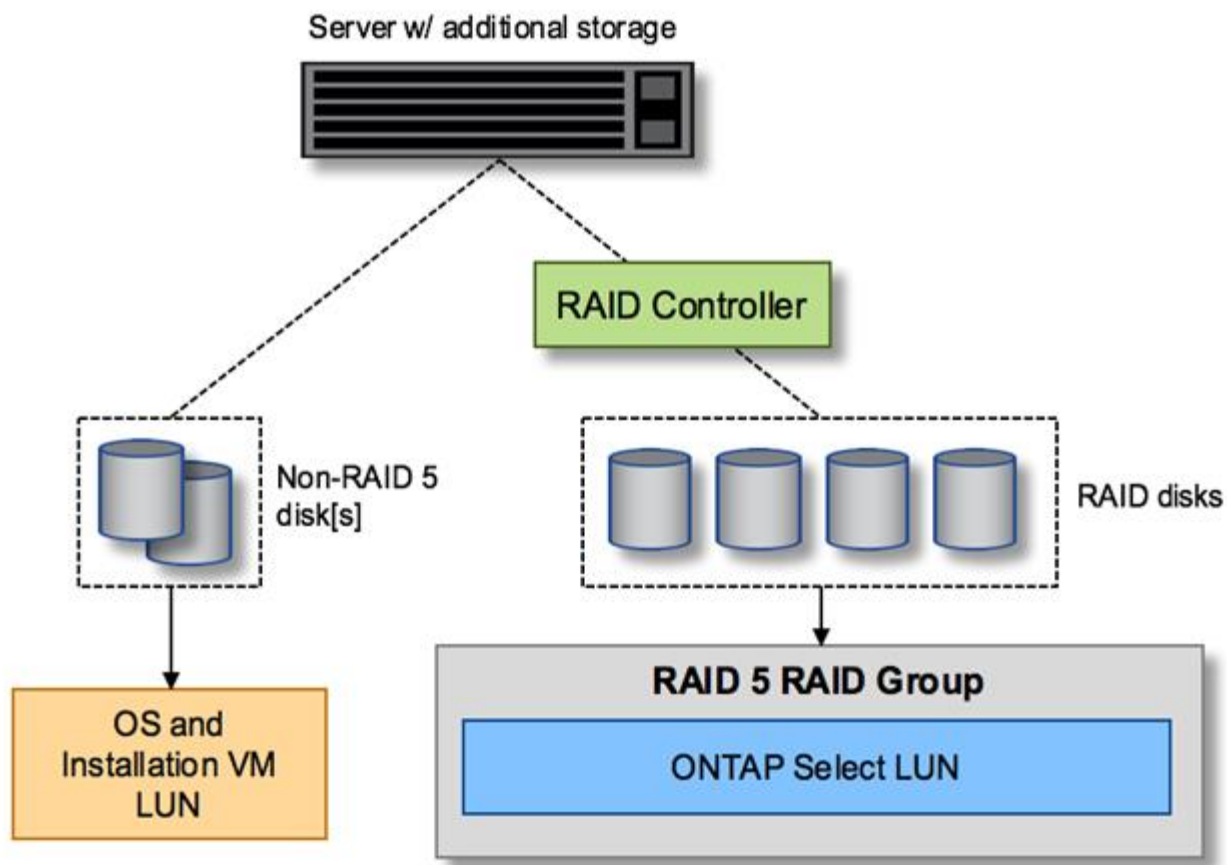 Server w/ additional storage
RAID Controller
Non-RAID 5
disk[s]
RAID disks
OS and
Installation VM
LUN
RAID 5 RAID Group
ONTAP Select LUN